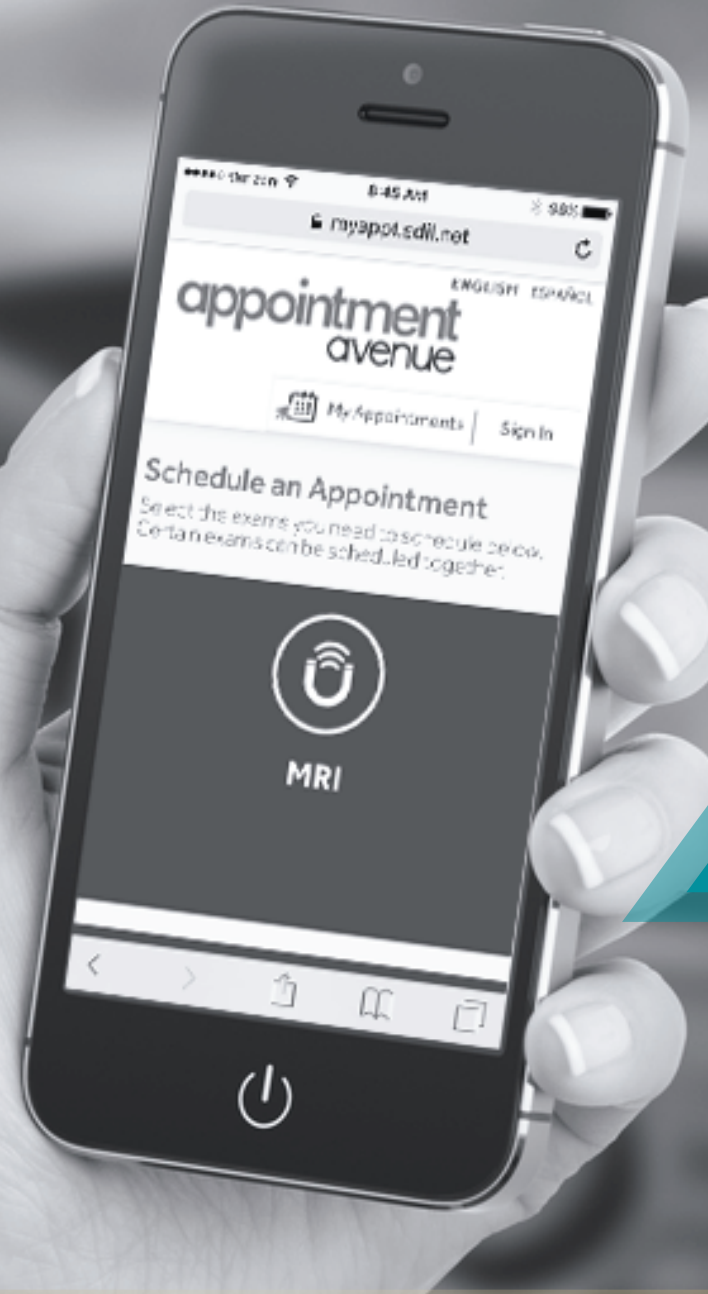 8:45 AM 98%
myappt.sdil.net
ENGLISH ESPAÑOL
appointment
avenue
My Appointments Sign In
Schedule an Appointment
Select the exams you need to schedule below.
Certain exams can be scheduled together.
MRI